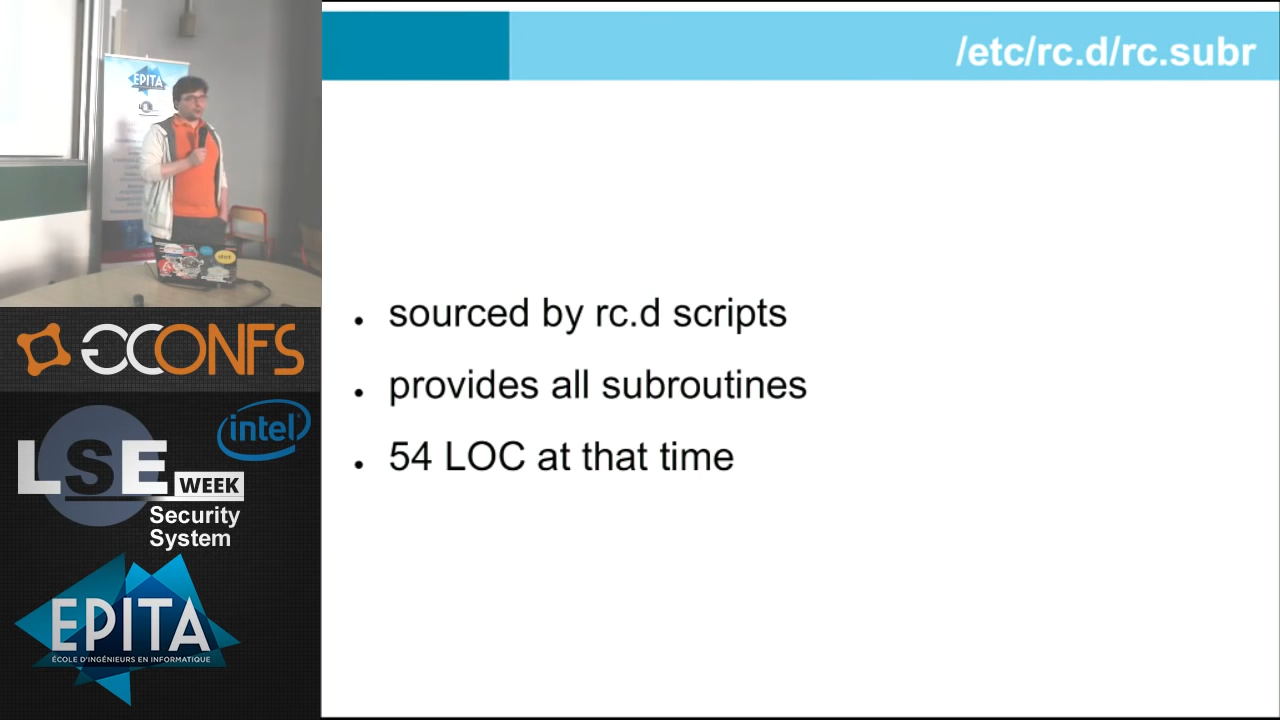 /etc/rc.d/rc.subr
sourced by rc.d scripts
provides all subroutines
54 LOC at that time
EPITA
GCONFS
intel
LSE
WEEK
Security
System
EPITA
ÉCOLE D'INGÉNIEURS EN INFORMATIQUE